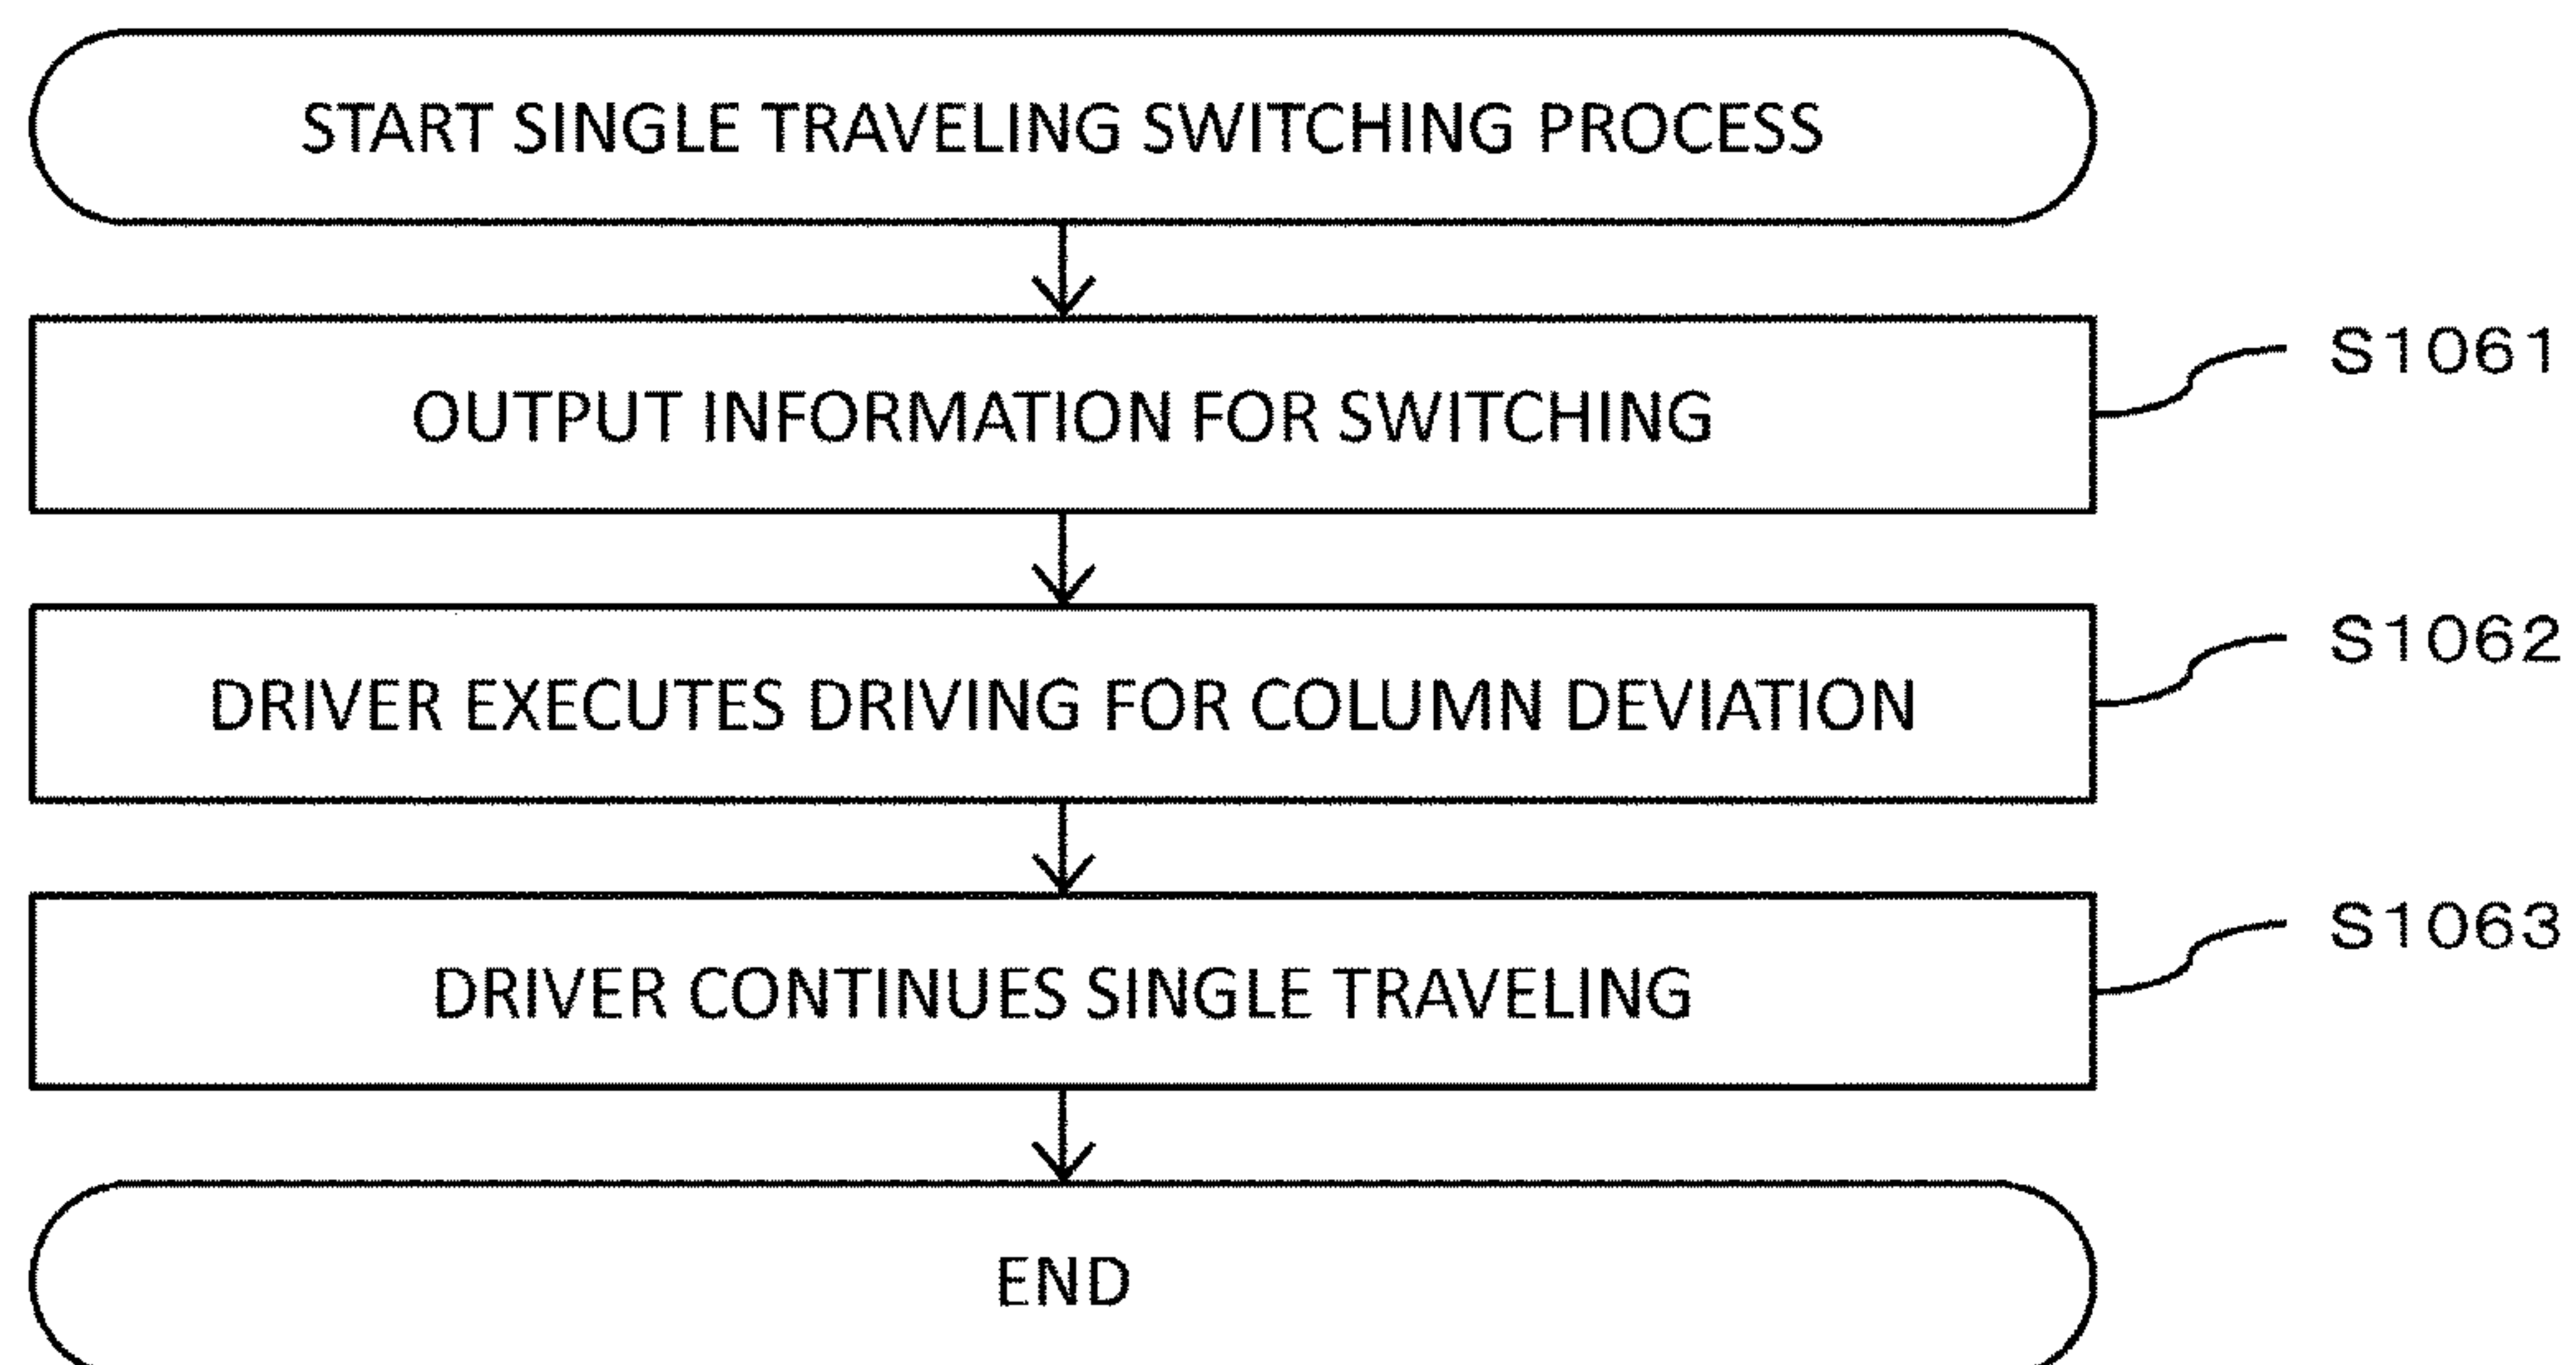 START SINGLE TRAVELING SWITCHING PROCESS
OUTPUT INFORMATION FOR SWITCHING
S1061
DRIVER EXECUTES DRIVING FOR COLUMN DEVIATION
S1062
DRIVER CONTINUES SINGLE TRAVELING
S1063
END